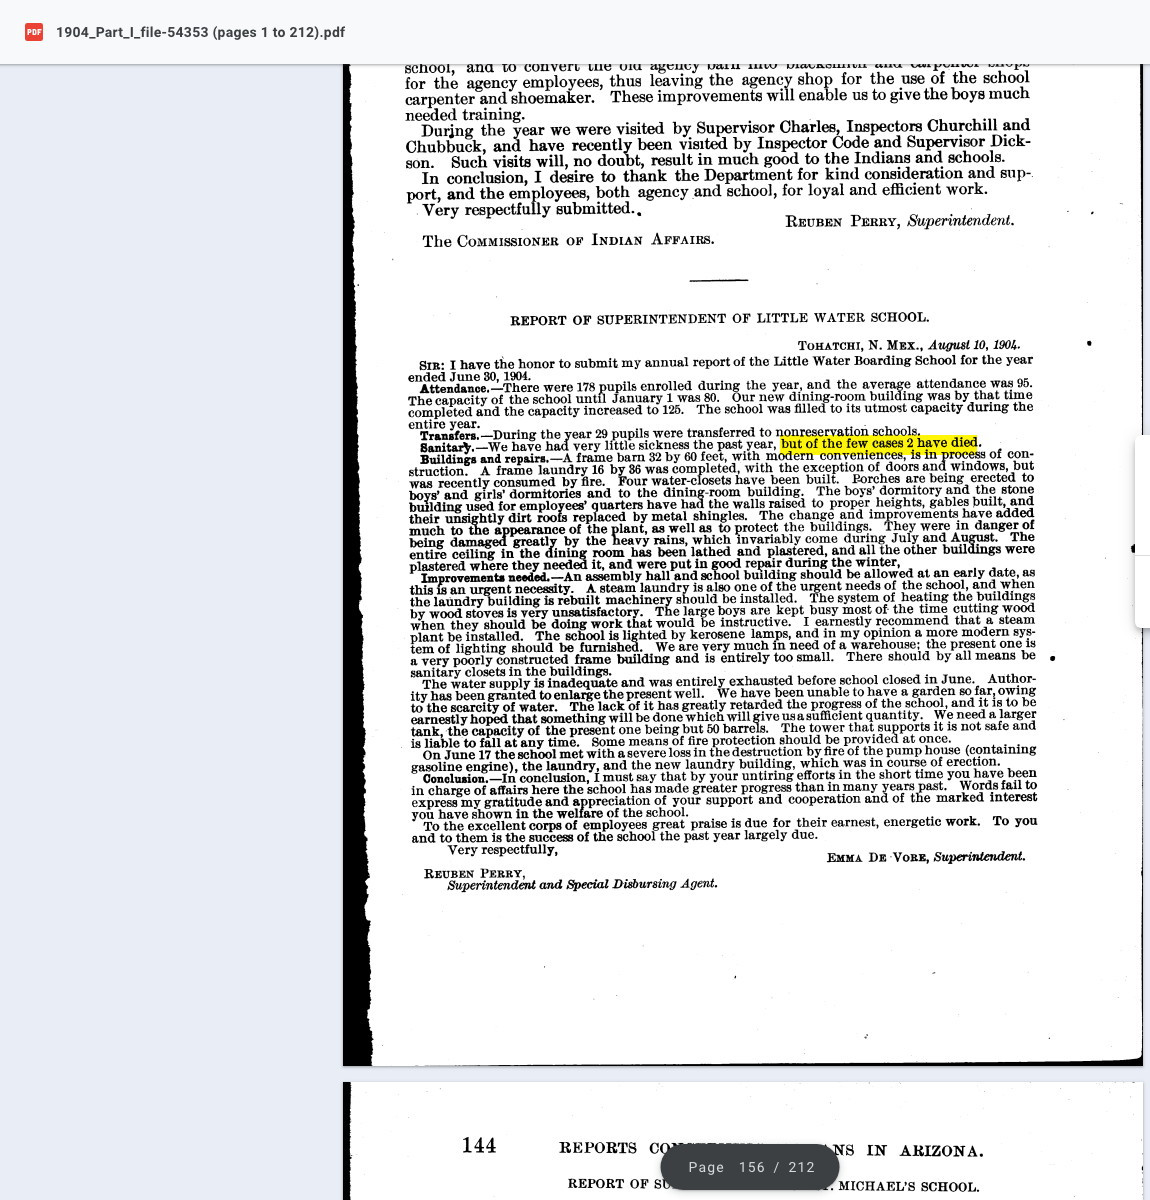 1904_Part_I_file-54353 (pages 1 to 212).pdf
school, and to convert the old agency barn into blacksmith and carpenter shops
for the agency employees, thus leaving the agency shop for the use of the school
carpenter and shoemaker. These improvements will enable us to give the boys much
needed training.
During the year we were visited by Supervisor Charles, Inspectors Churchill and
Chubbuck, and have recently been visited by Inspector Code and Supervisor Dick-
son. Such visits will, no doubt, result in much good to the Indians and schools.
In conclusion, I desire to thank the Department for kind consideration and sup-
port, and the employees, both agency and school, for loyal and efficient work.
Very respectfully submitted.
REUBEN PERRY, Superintendent.
The COMMISSIONER OF INDIAN AFFAIRS.
REPORT OF SUPERINTENDENT OF LITTLE WATER SCHOOL.
TOHATCHI, N. MEX., August 10, 1904.
SIR: I have the honor to submit my annual report of the Little Water Boarding School for the year
ended June 30, 1904.
Attendance.—There were 178 pupils enrolled during the year, and the average attendance was 95.
The capacity of the school until January 1 was 80. Our new dining-room building was by that time
completed and the capacity increased to 125. The school was filled to its utmost capacity during the
entire year.
Transfers.—During the year 29 pupils were transferred to nonreservation schools.
Sanitary.—We have had very little sickness the past year, but of the few cases 2 have died.
Buildings and repairs.—A frame barn 32 by 60 feet, with modern conveniences, is in process of con-
struction. A frame laundry 16 by 36 was completed, with the exception of doors and windows, but
was recently consumed by fire. Four water-closets have been built. Porches are being erected to
boys' and girls' dormitories and to the dining-room building. The boys' dormitory and the stone
building used for employees' quarters have had the walls raised to proper heights, gables built, and
their unsightly dirt roofs replaced by metal shingles. The change and improvements have added
much to the appearance of the plant, as well as to protect the buildings. They were in danger of
being damaged greatly by the heavy rains, which invariably come during July and August. The
entire ceiling in the dining room has been lathed and plastered, and all the other buildings were
plastered where they needed it, and were put in good repair during the winter,
Improvements needed.—An assembly hall and school building should be allowed at an early date, as
this is an urgent necessity. A steam laundry is also one of the urgent needs of the school, and when
the laundry building is rebuilt machinery should be installed. The system of heating the buildings
by wood stoves is very unsatisfactory. The large boys are kept busy most of the time cutting wood
when they should be doing work that would be instructive. I earnestly recommend that a steam
plant be installed. The school is lighted by kerosene lamps, and in my opinion a more modern sys-
tem of lighting should be furnished. We are very much in need of a warehouse; the present one is
a very poorly constructed frame building and is entirely too small. There should by all means be
sanitary closets in the buildings.
The water supply is inadequate and was entirely exhausted before school closed in June. Author-
ity has been granted to enlarge the present well. We have been unable to have a garden so far, owing
to the scarcity of water. The lack of it has greatly retarded the progress of the school, and it is to be
earnestly hoped that something will be done which will give us a sufficient quantity. We need a larger
tank, the capacity of the present one being but 50 barrels. The tower that supports it is not safe and
is liable to fall at any time. Some means of fire protection should be provided at once.
On June 17 the school met with a severe loss in the destruction by fire of the pump house (containing
gasoline engine), the laundry, and the new laundry building, which was in course of erection.
Conclusion.—In conclusion, I must say that by your untiring efforts in the short time you have been
in charge of affairs here the school has made greater progress than in many years past. Words fail to
express my gratitude and appreciation of your support and cooperation and of the marked interest
you have shown in the welfare of the school.
To the excellent corps of employees great praise is due for their earnest, energetic work. To you
and to them is the success of the school the past year largely due.
Very respectfully,
EMMA DE VORE, Superintendent.
REUBEN PERRY,
Superintendent and Special Disbursing Agent.
144 REPORTS IN ARIZONA.
Page 156 / 212
REPORT OF MICHAEL'S SCHOOL.